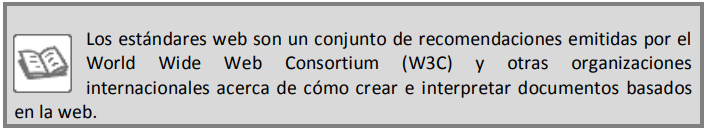 Los estándares web son un conjunto de recomendaciones emitidas por el
World Wide Web Consortium (W3C) y otras organizaciones
internacionales acerca de cómo crear e interpretar documentos basados
en la web.